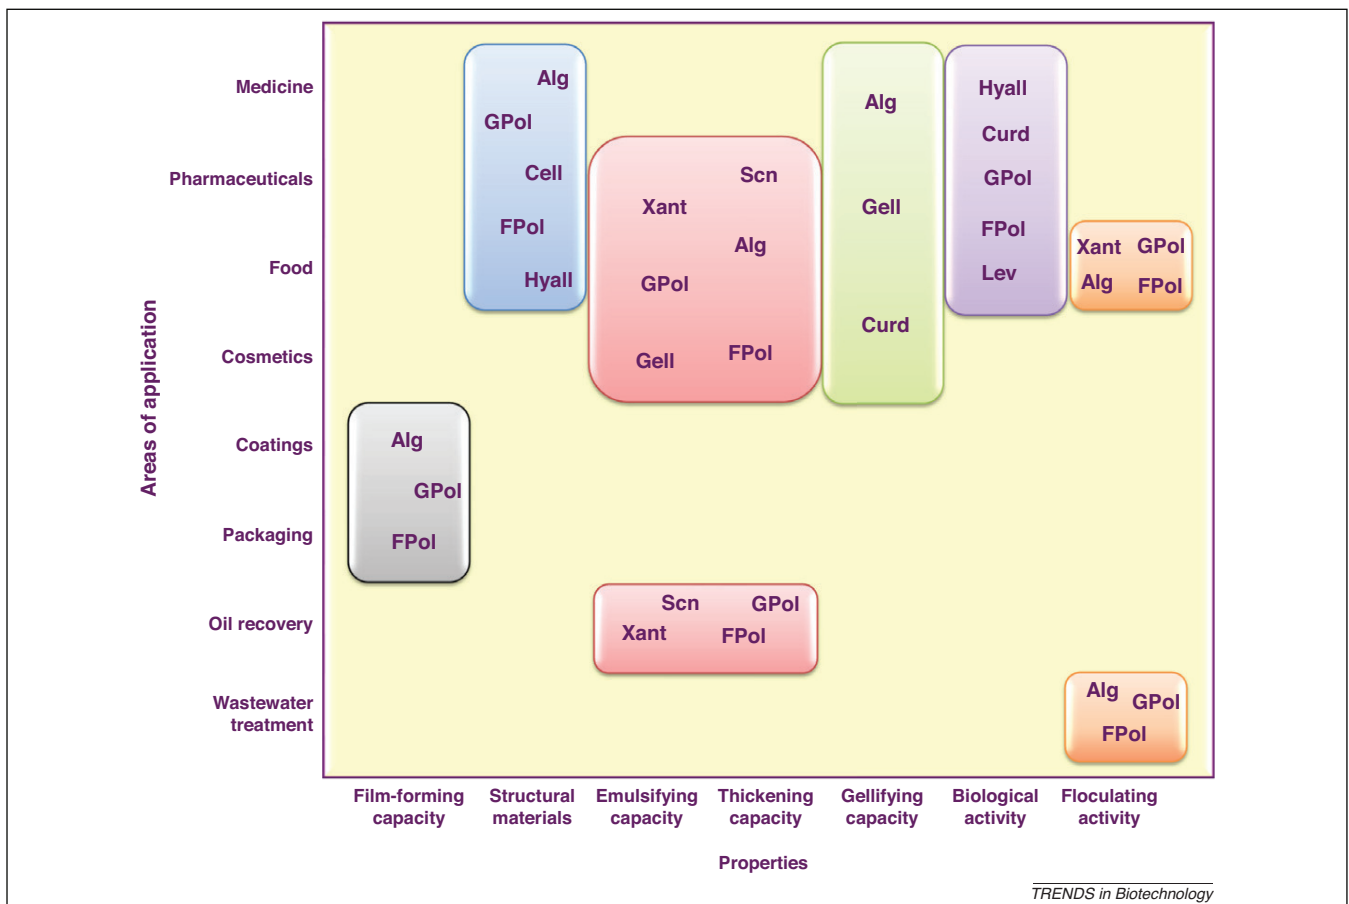 Areas of application
Medicine
Pharmaceuticals
Food
Cosmetics
Coatings
Packaging
Oil recovery
Wastewater
treatment
Alg
GPol
FPol
Alg
GPol
Cell
FPol
Hyall
Scn
Xant
Alg
GPol
FPol
Gell
Scn GPol
Xant FPol
Alg
Gell
Curd
Hyall
Curd
GPol
FPol
Lev
Xant GPol
Alg FPol
Alg
GPol
FPol
Film-forming
capacity
Structural
materials
Emulsifying
capacity
Thickening
capacity
Gellifying
capacity
Biological
activity
Floculating
activity
Properties
TRENDS in Biotechnology